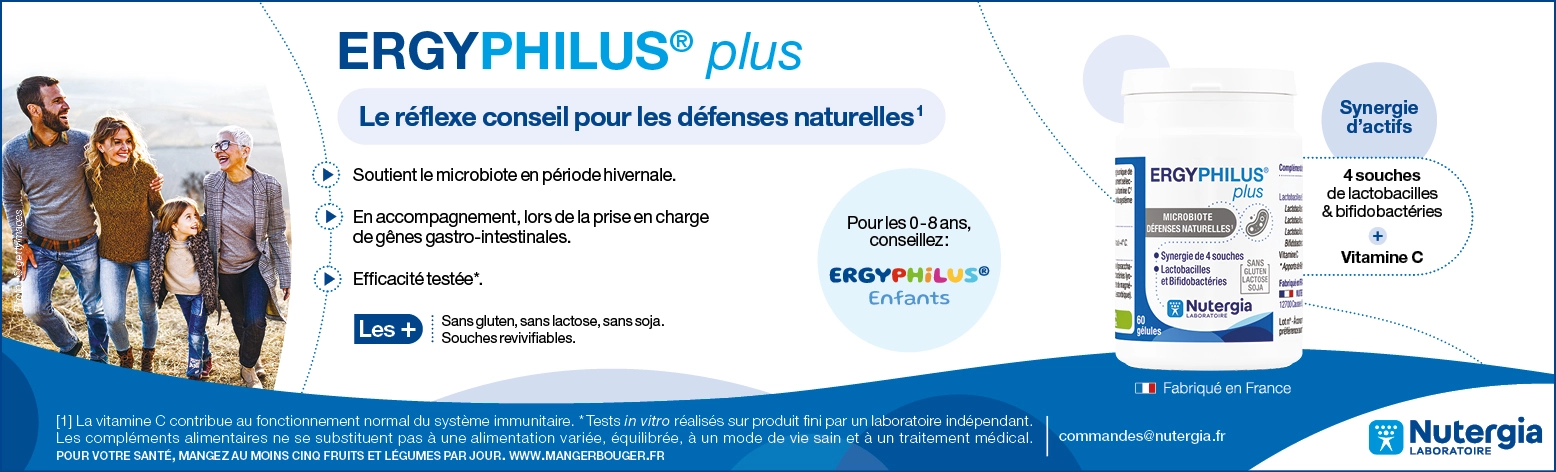 ERGYPHILUS® plus
Le réflexe conseil pour les défenses naturelles¹
Soutient le microbiote en période hivernale.
En accompagnement, lors de la prise en charge
de gênes gastro-intestinales.
Efficacité testée*.
Les +
Sans gluten, sans lactose, sans soja.
Souches revivifiables.
Pour les 0-8 ans,
conseillez :
ERGYPHiLUS®
Enfants
ERGYPHILUS®
plus
MICROBIOTE
DÉFENSES NATURELLES
• Synergie de 4 souches
• Lactobacilles
et Bifidobactéries
SANS
GLUTEN
LACTOSE
SOJA
Nutergia
LABORATOIRE
60
gélules
Synergie
d'actifs
4 souches
de lactobacilles
& bifidobactéries
+
Vitamine C
Fabriqué en France
[1] La vitamine C contribue au fonctionnement normal du système immunitaire. * Tests in vitro réalisés sur produit fini par un laboratoire indépendant.
Les compléments alimentaires ne se substituent pas à une alimentation variée, équilibrée, à un mode de vie sain et à un traitement médical.
POUR VOTRE SANTÉ, MANGEZ AU MOINS CINQ FRUITS ET LÉGUMES PAR JOUR. WWW.MANGERBOUGER.FR
commandes@nutergia.fr
Nutergia
LABORATOIRE